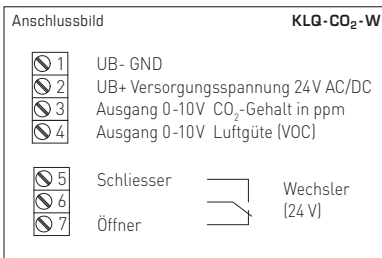 Anschlussbild KLQ-CO₂-W
1 UB- GND
2 UB+ Versorgungsspannung 24V AC/DC
3 Ausgang 0-10V CO₂-Gehalt in ppm
4 Ausgang 0-10V Luftgüte (VOC)
5 Schliesser
6
7 Öffner
Wechsler
(24 V)